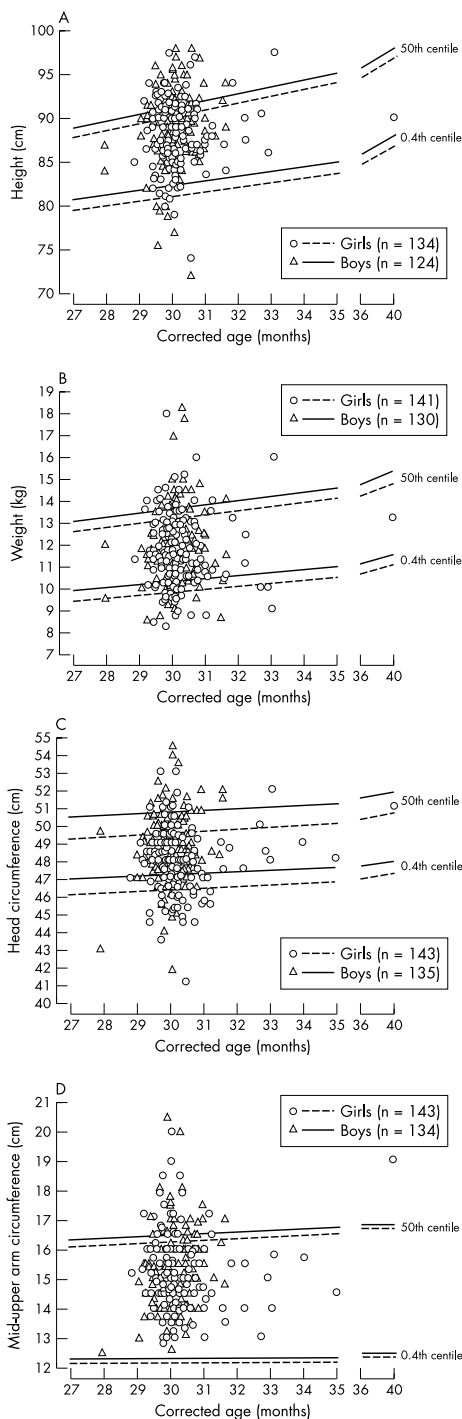 A
100
95
90
85
80
75
70
Height (cm)
50th centile
0.4th centile
Girls (n = 134)
Boys (n = 124)
27 28 29 30 31 32 33 34 35 36 40
Corrected age (months)
B
19
18
17
16
15
14
13
12
11
10
9
8
7
Weight (kg)
Girls (n = 141)
Boys (n = 130)
50th centile
0.4th centile
27 28 29 30 31 32 33 34 35 36 40
Corrected age (months)
C
55
54
53
52
51
50
49
48
47
46
45
44
43
42
41
40
Head circumference (cm)
50th centile
0.4th centile
Girls (n = 143)
Boys (n = 135)
27 28 29 30 31 32 33 34 35 36 40
Corrected age (months)
D
21
20
19
18
17
16
15
14
13
12
Mid-upper arm circumference (cm)
Girls (n = 143)
Boys (n = 134)
50th centile
0.4th centile
27 28 29 30 31 32 33 34 35 36 40
Corrected age (months)